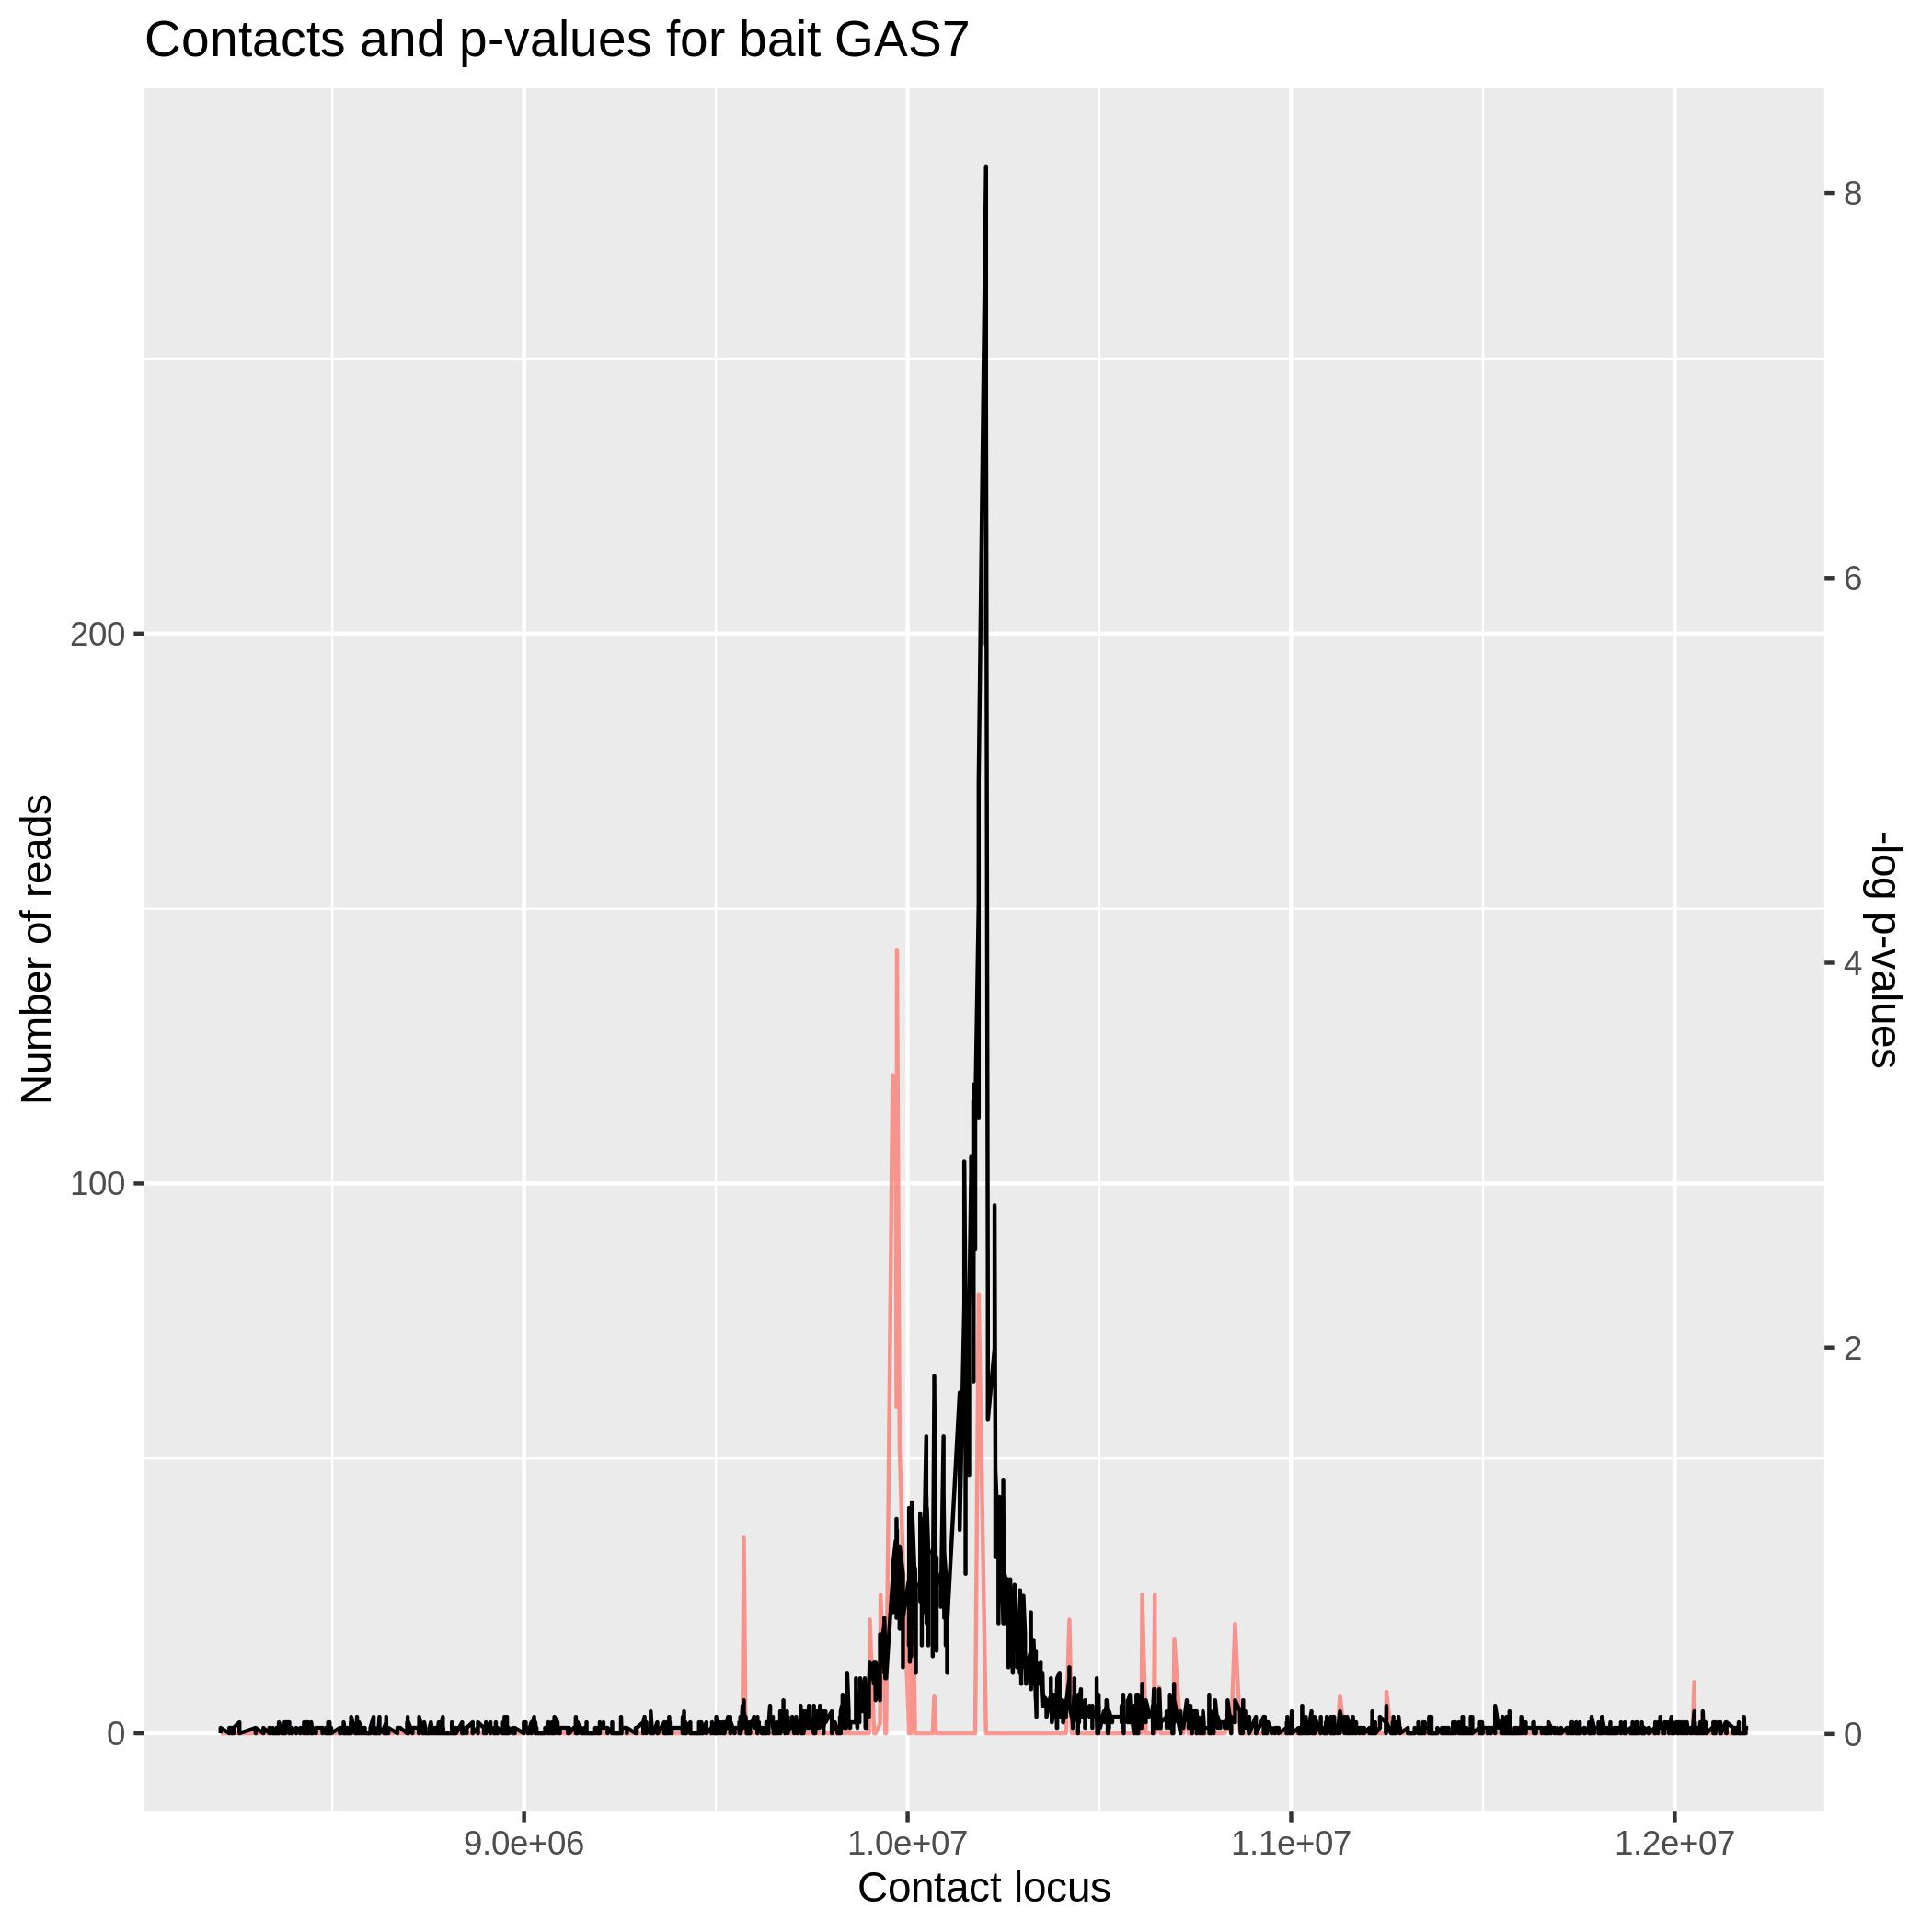 Contacts and p-values for bait GAS7
Number of reads
200
100
0
8
6
4
2
0
-log p-values
9.0e+06
1.0e+07
1.1e+07
1.2e+07
Contact locus